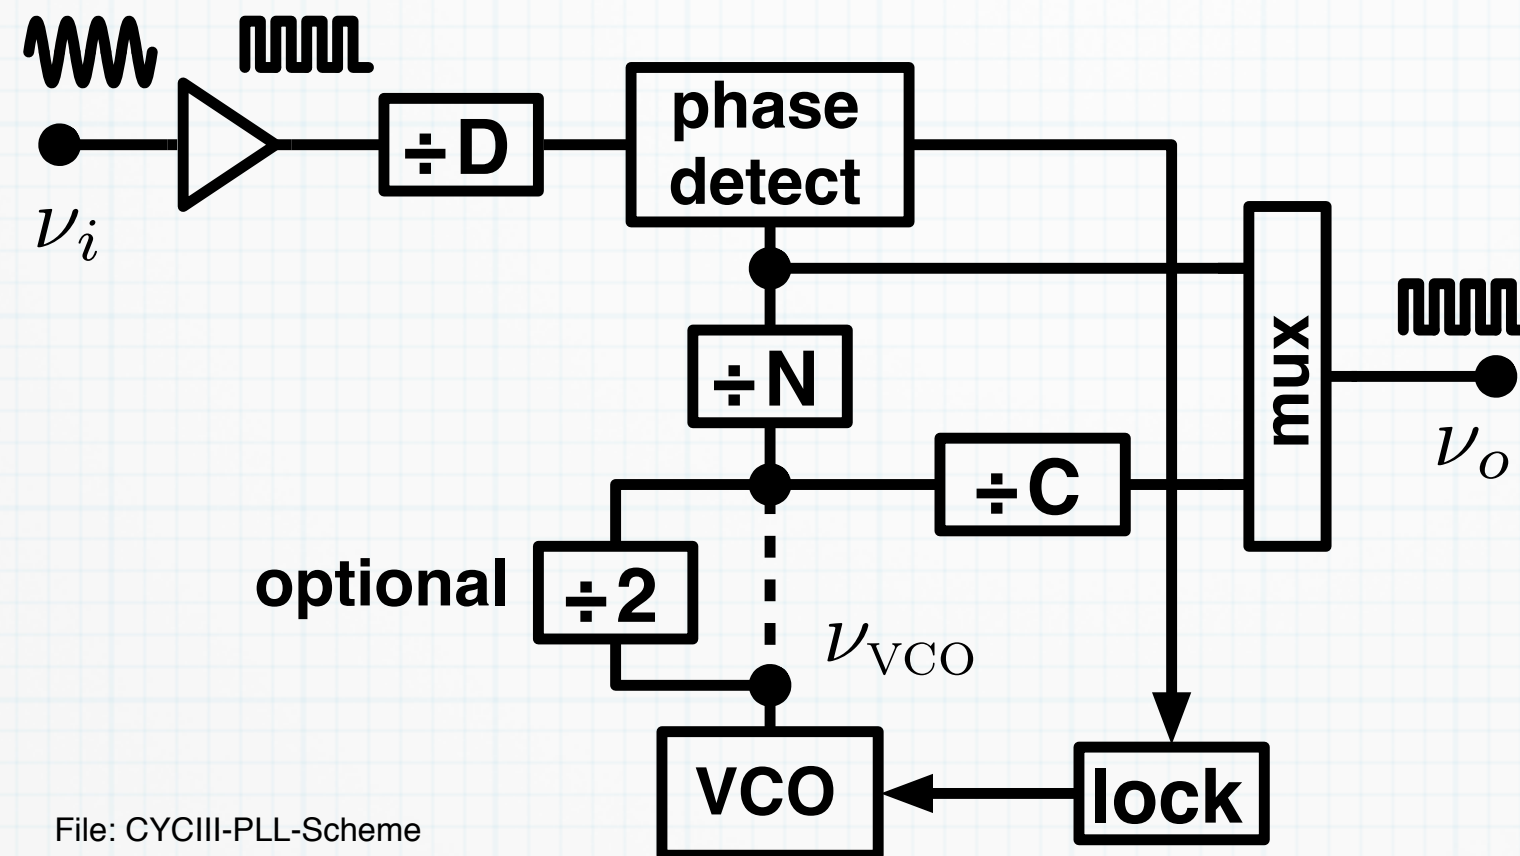 phase
detect
÷D
νi
÷N
mux
νo
÷C
optional
÷2
νVCO
VCO
lock
File: CYCIII-PLL-Scheme